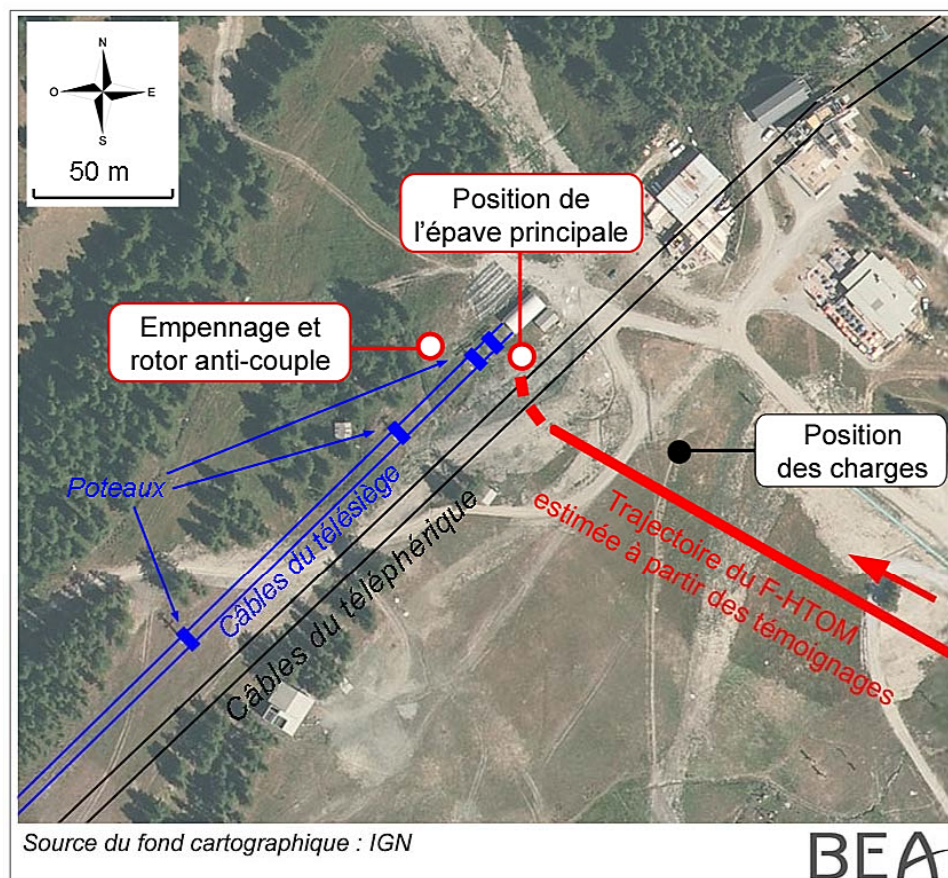 N
O
E
S
50 m
Position de
l'épave principale
Empennage et
rotor anti-couple
Position
des charges
Poteaux
Câbles du télésiège
Câbles du téléphérique
Trajectoire du F-HTOM
estimée à partir des témoignages
Source du fond cartographique : IGN
BEA